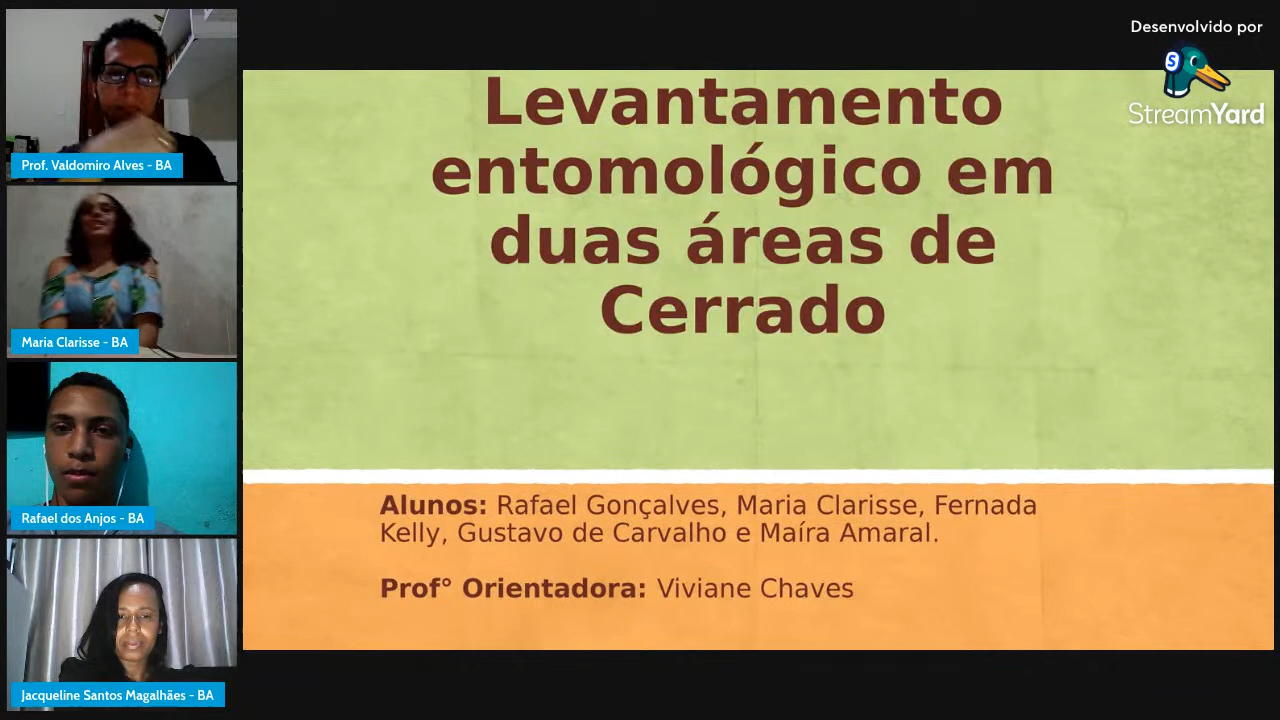 Desenvolvido por
StreamYard
Prof. Valdomiro Alves - BA
Maria Clarisse - BA
Rafael dos Anjos - BA
Jacqueline Santos Magalhães - BA
Levantamento
entomológico em
duas áreas de
Cerrado
Alunos: Rafael Gonçalves, Maria Clarisse, Fernada
Kelly, Gustavo de Carvalho e Maíra Amaral.
Prof° Orientadora: Viviane Chaves